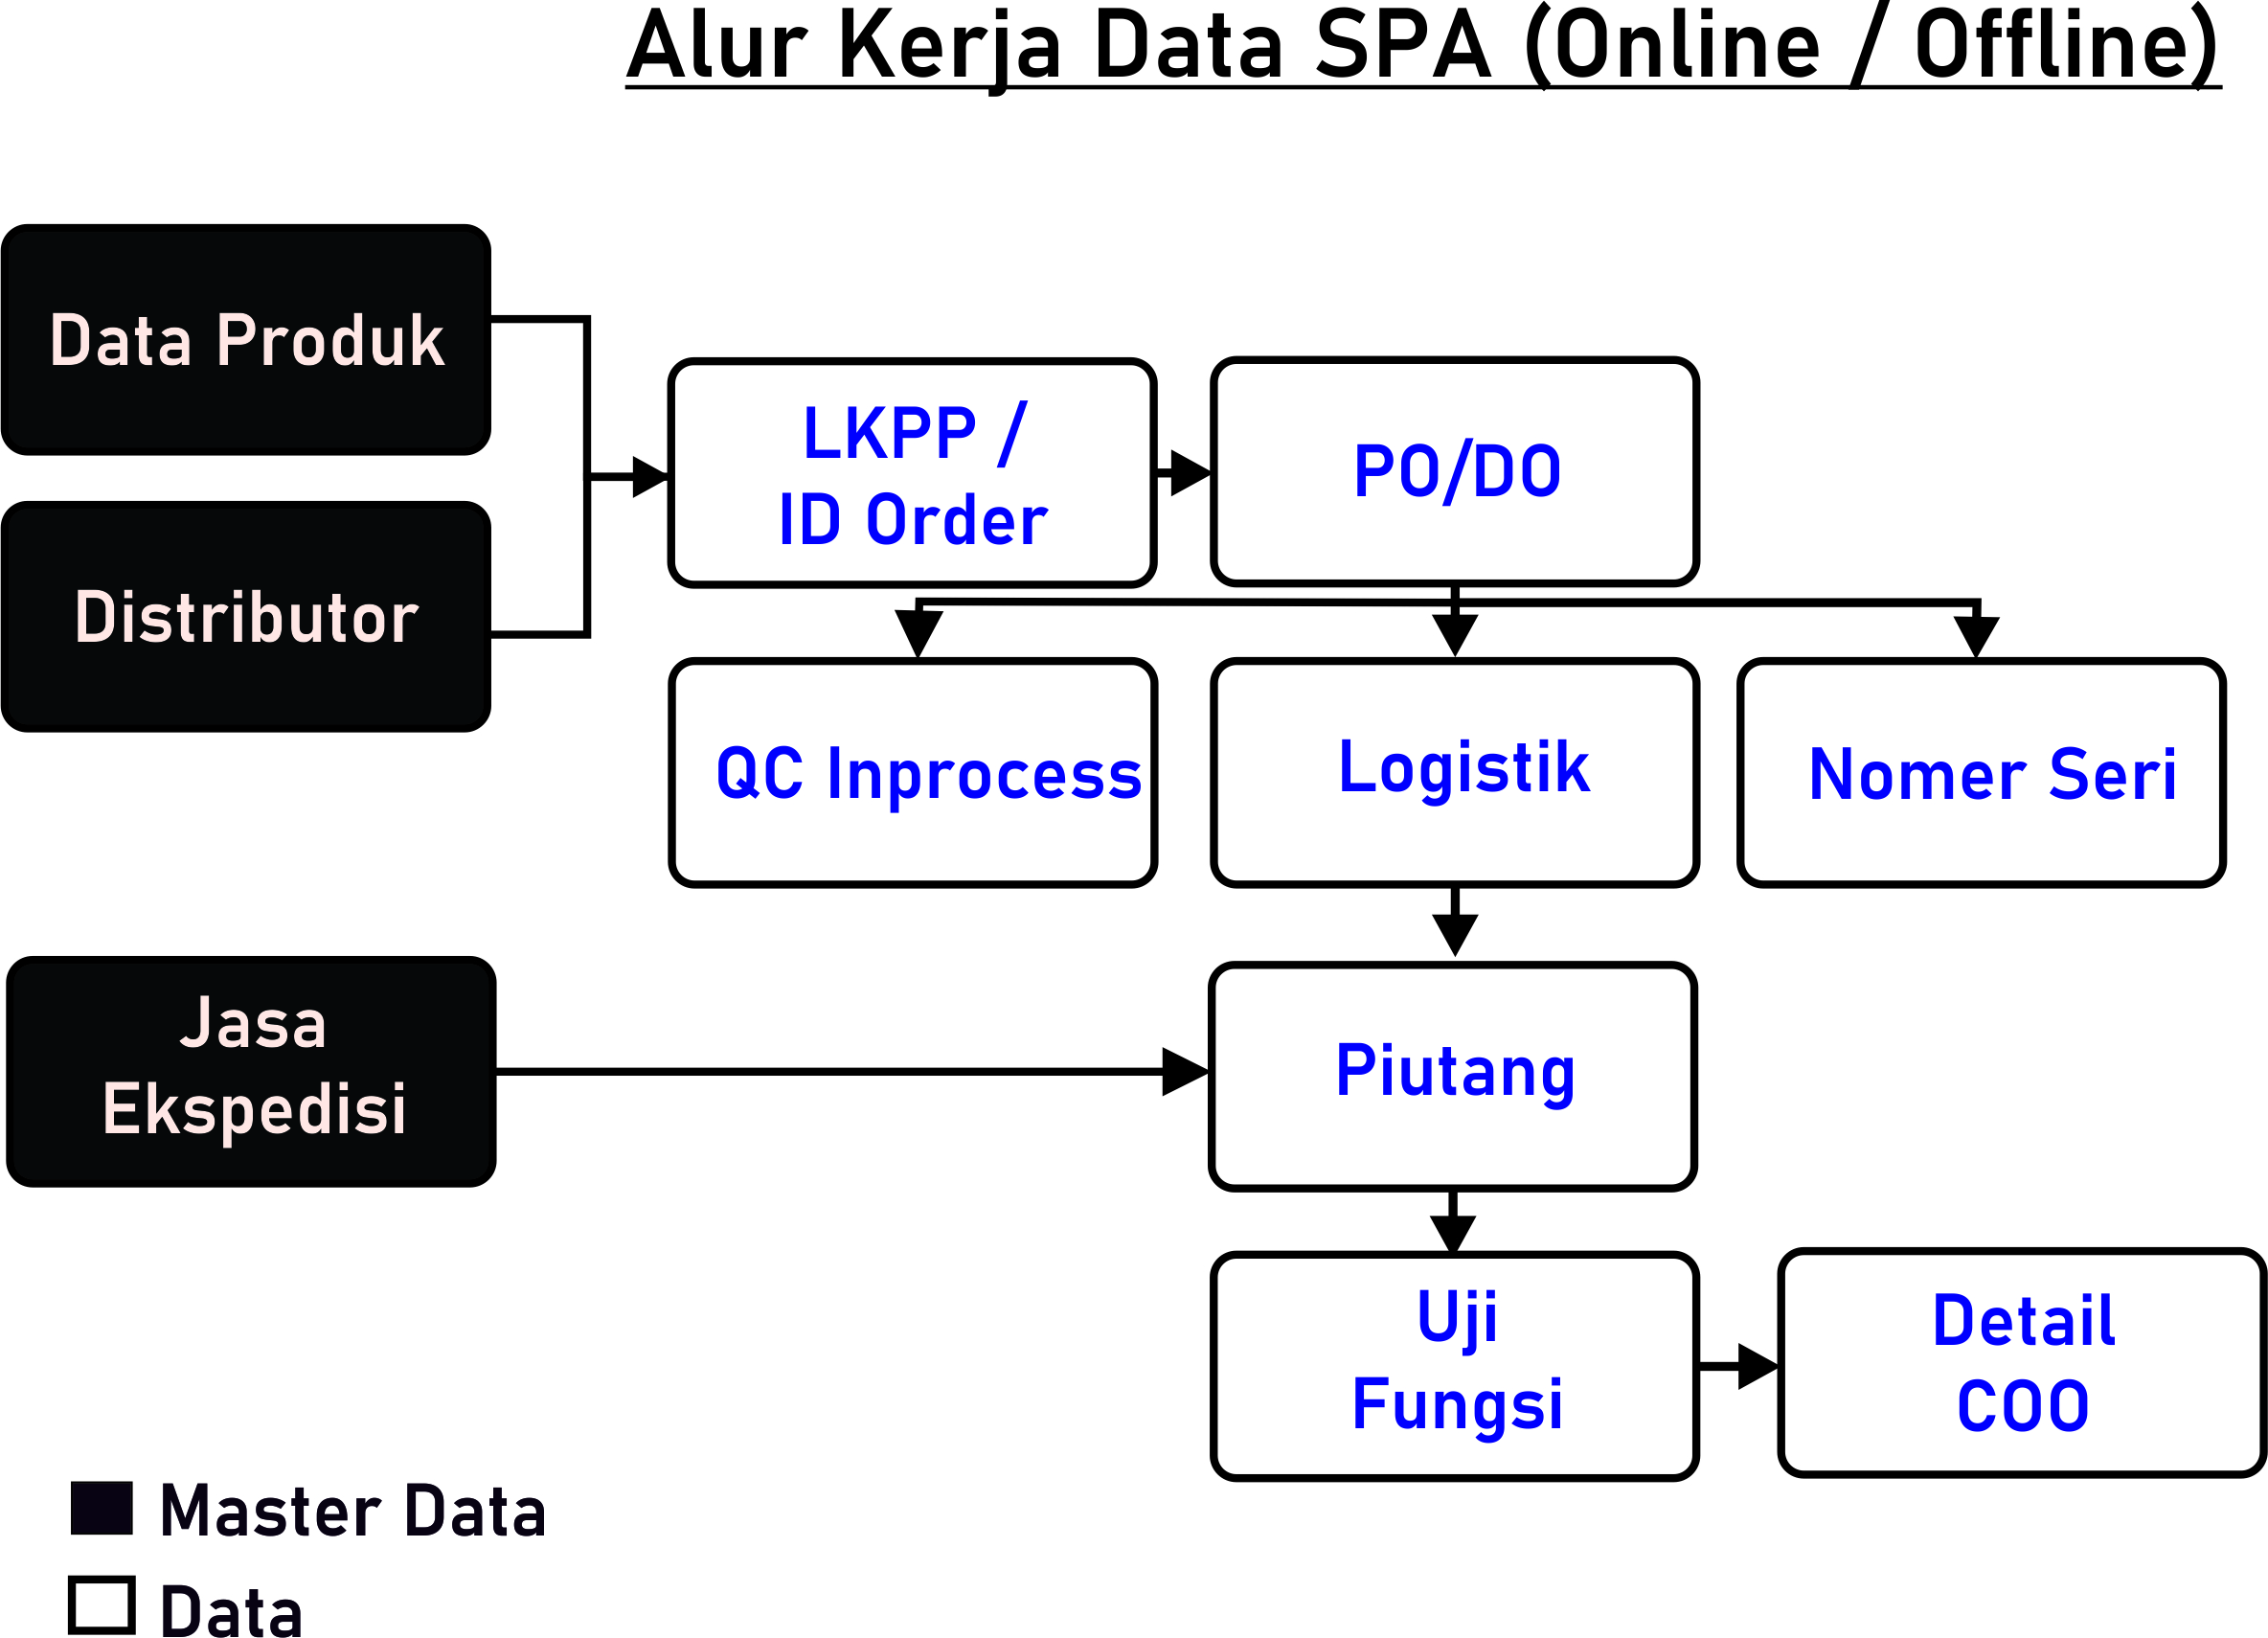 Alur Kerja Data SPA (Online / Offline)
Data Produk
Distributor
LKPP /
ID Order
PO/DO
QC Inprocess
Logistik
Nomer Seri
Jasa
Ekspedisi
Piutang
Uji
Fungsi
Detail
COO
Master Data
Data